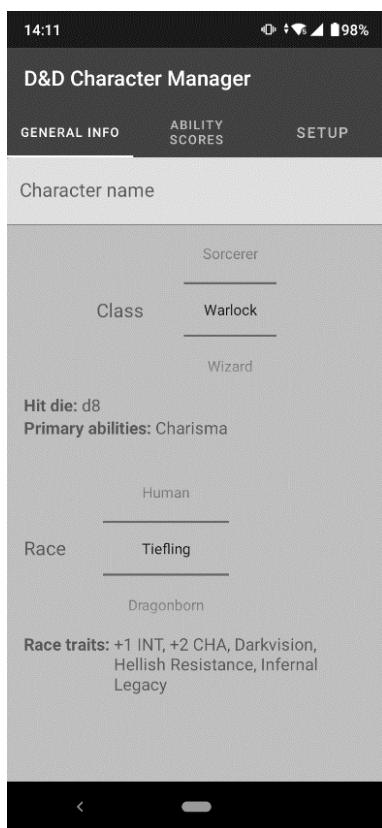 14:11 98%
D&D Character Manager
GENERAL INFO
ABILITY
SCORES
SETUP
Character name
Sorcerer
Class Warlock
Wizard
Hit die: d8
Primary abilities: Charisma
Human
Race Tiefling
Dragonborn
Race traits: +1 INT, +2 CHA, Darkvision,
Hellish Resistance, Infernal
Legacy